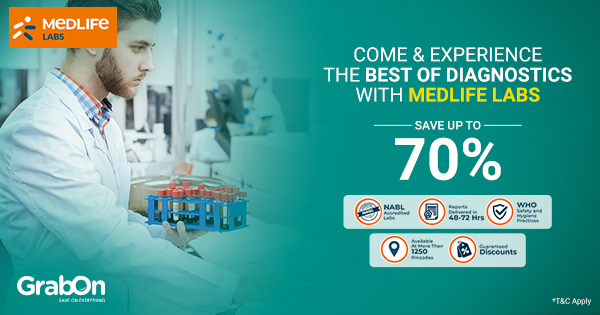 MEDLIFE
LABS
COME & EXPERIENCE
THE BEST OF DIAGNOSTICS
WITH MEDLIFE LABS
SAVE UP TO
70%
NABL
Accredited
Labs
Reports
Delivered in
48-72 Hrs
WHO
Safety and
Hygiene
Practices
Available
At More Than
1250
Pincodes
Guaranteed
Discounts
GrabOn
SAVE ON EVERYTHING
*T&C Apply